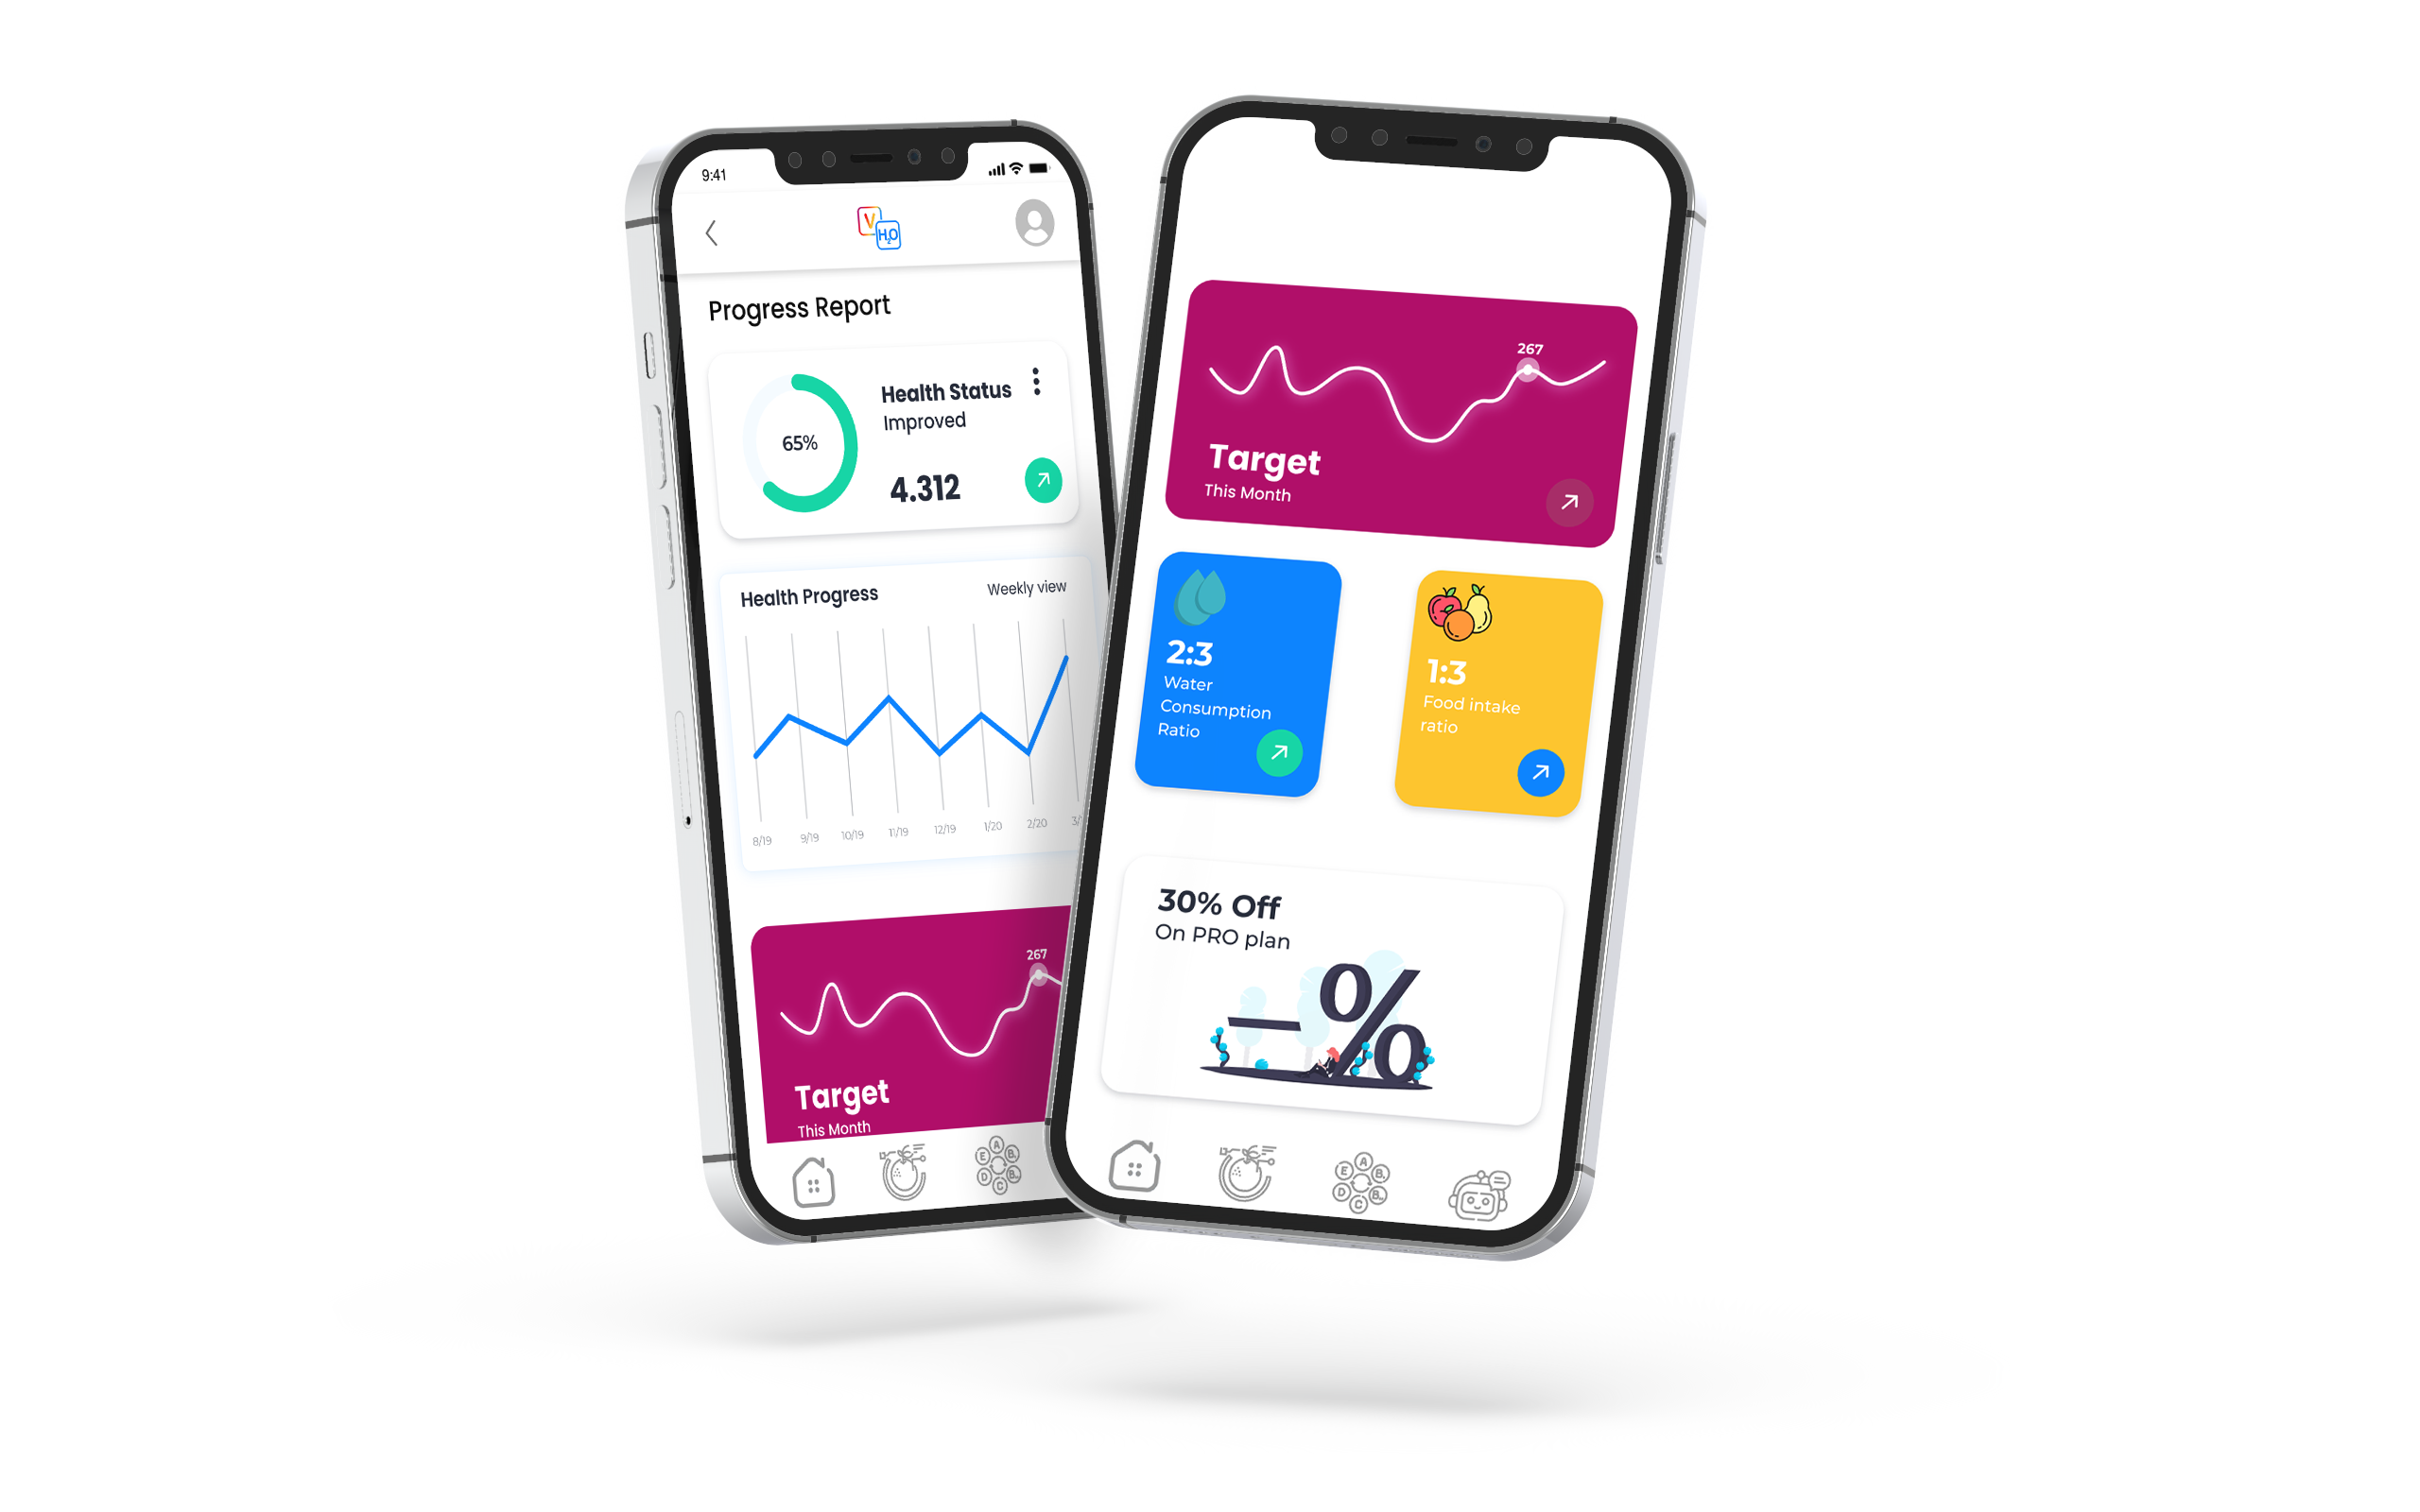 9:41
V
H2O
Progress Report
65%
Health Status
Improved
4.312
Health Progress
Weekly view
8/19
9/19
10/19
11/19
12/19
1/20
2/20
3/
267
Target
This Month
E
A
B
D
C
B
267
Target
This Month
2:3
Water
Consumption
Ratio
1:3
Food intake
ratio
30% Off
On PRO plan
%
E
A
B
D
C
B